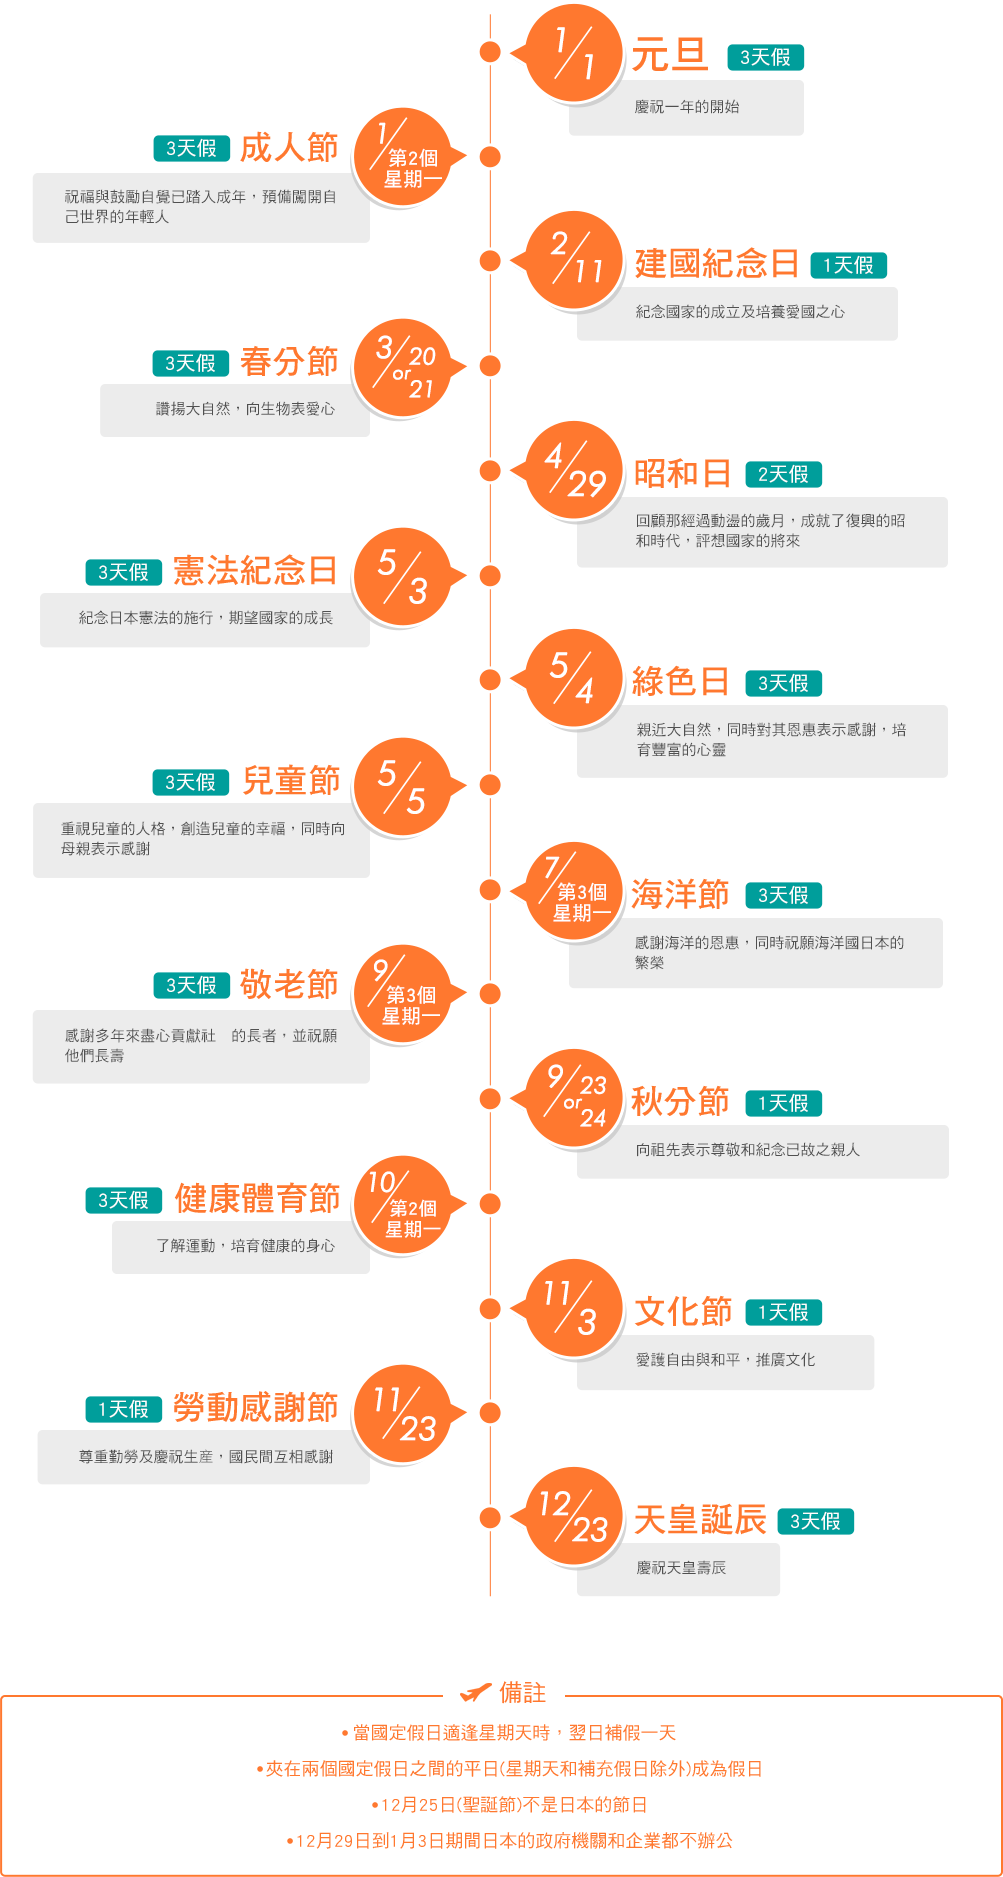 1/1
元旦 3天假
慶祝一年的開始
1/第2個
星期一
3天假 成人節
祝福與鼓勵自覺已踏入成年，預備闖開自
己世界的年輕人
2/11
建國紀念日 1天假
紀念國家的成立及培養愛國之心
3/20
or
21
3天假 春分節
讚揚大自然，向生物表愛心
4/29
昭和日 2天假
回顧那經過動盪的歲月，成就了復興的昭
和時代，評想國家的將來
5/3
3天假 憲法紀念日
紀念日本憲法的施行，期望國家的成長
5/4
綠色日 3天假
親近大自然，同時對其恩惠表示感謝，培
育豐富的心靈
5/5
3天假 兒童節
重視兒童的人格，創造兒童的幸福，同時向
母親表示感謝
7/第3個
星期一
海洋節 3天假
感謝海洋的恩惠，同時祝願海洋國日本的
繁榮
9/第3個
星期一
3天假 敬老節
感謝多年來盡心貢獻社 的長者，並祝願
他們長壽
9/23
or
24
秋分節 1天假
向祖先表示尊敬和紀念已故之親人
10/第2個
星期一
3天假 健康體育節
了解運動，培育健康的身心
11/3
文化節 1天假
愛護自由與和平，推廣文化
11/23
1天假 勞動感謝節
尊重勤勞及慶祝生産，國民間互相感謝
12/23
天皇誕辰 3天假
慶祝天皇壽辰
備註
•當國定假日適逢星期天時，翌日補假一天
•夾在兩個國定假日之間的平日(星期天和補充假日除外)成為假日
•12月25日(聖誕節)不是日本的節日
•12月29日到1月3日期間日本的政府機關和企業都不辦公